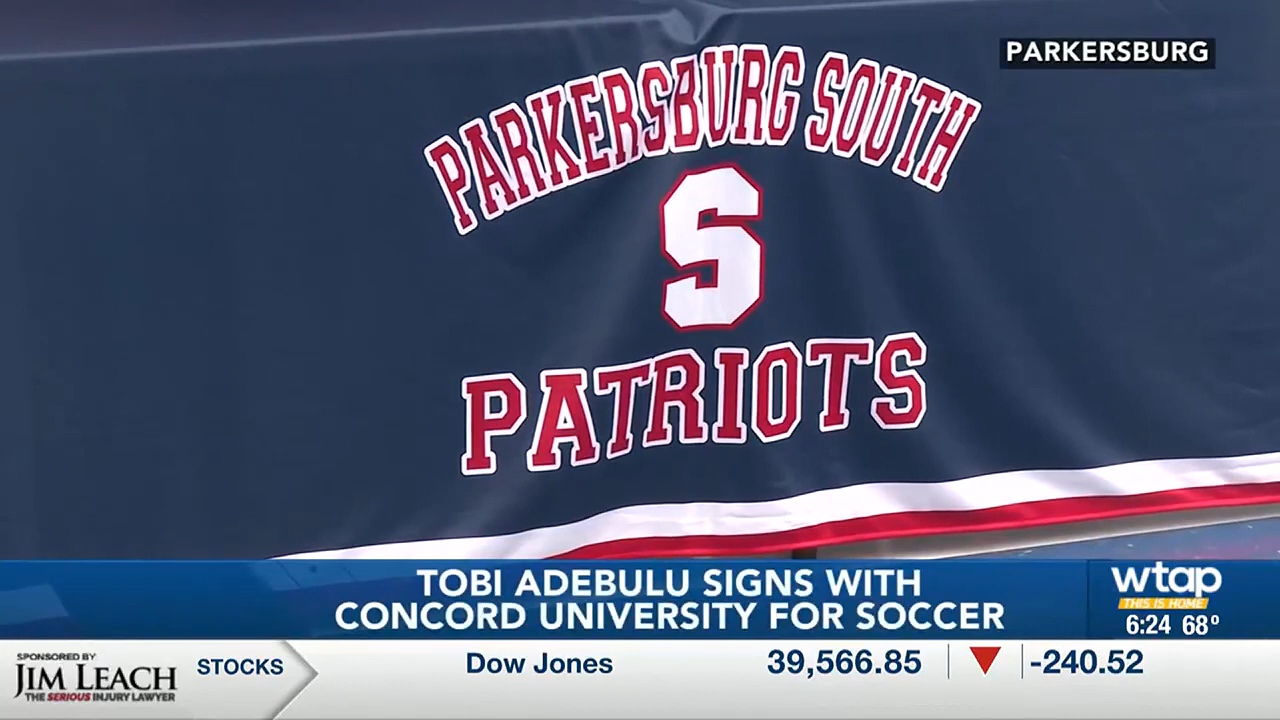 PARKERSBURG
PARKERSBURG SOUTH
S
PATRIOTS
TOBI ADEBULU SIGNS WITH
CONCORD UNIVERSITY FOR SOCCER
wtap
THIS IS HOME
6:24 68°
SPONSORED BY
JIM LEACH
THE SERIOUS INJURY LAWYER
STOCKS
Dow Jones 39,566.85 -240.52